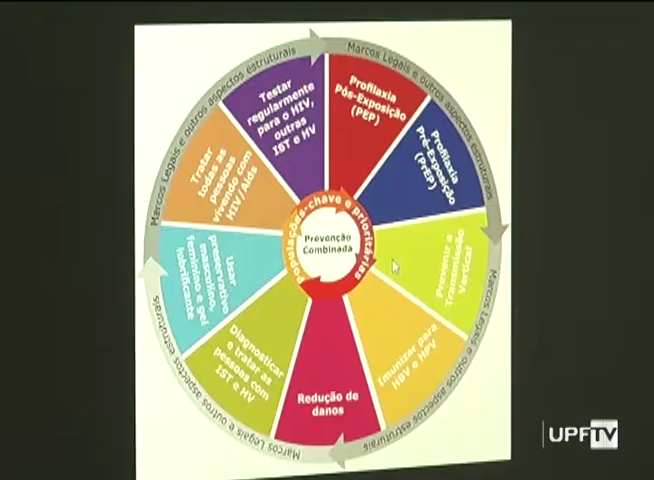 Marcos Legais e outros aspectos estruturais
Marcos Legais e outros aspectos estruturais
Marcos Legais e outros aspectos estruturais
Marcos Legais e outros aspectos estruturais
Testar
regularmente
para o HIV,
outras
IST e HV
Profilaxia
Pós-Exposição
(PEP)
Profilaxia
Pré-Exposição
(PrEP)
Prevenir a
Transmissão
Vertical
Imunizar para
HBV e HPV
Redução de
danos
Diagnosticar
e tratar as
pessoas com
IST e HV
Usar
preservativo
masculino,
feminino e gel
lubrificante
Tratar
todas as
pessoas
vivendo com
HIV/Aids
Populações-chave e prioritárias
Prevenção
Combinada
UPFTV